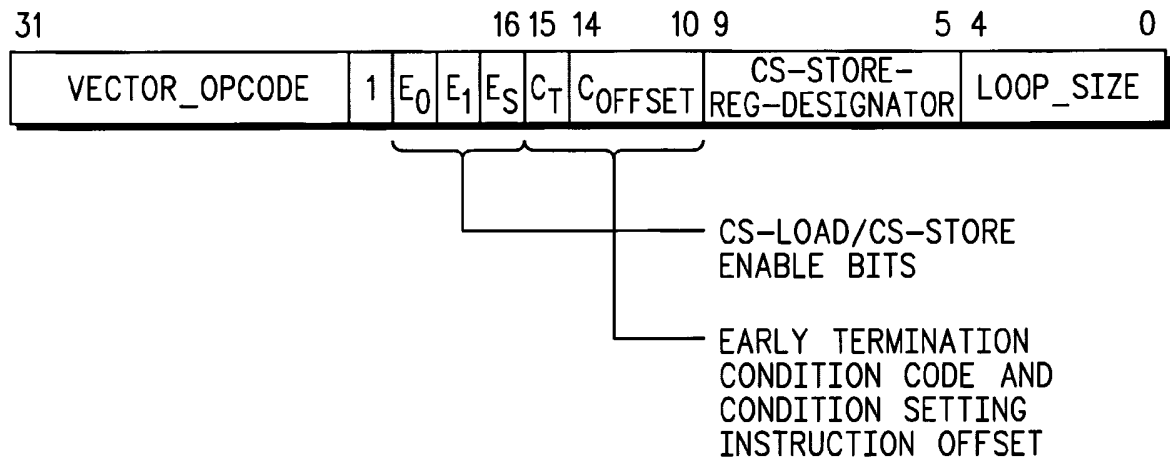 31 16 15 14 10 9 5 4 0
VECTOR_OPCODE 1 E0 E1 ES CT COFFSET CS-STORE- LOOP_SIZE
REG-DESIGNATOR
CS-LOAD/CS-STORE
ENABLE BITS
EARLY TERMINATION
CONDITION CODE AND
CONDITION SETTING
INSTRUCTION OFFSET